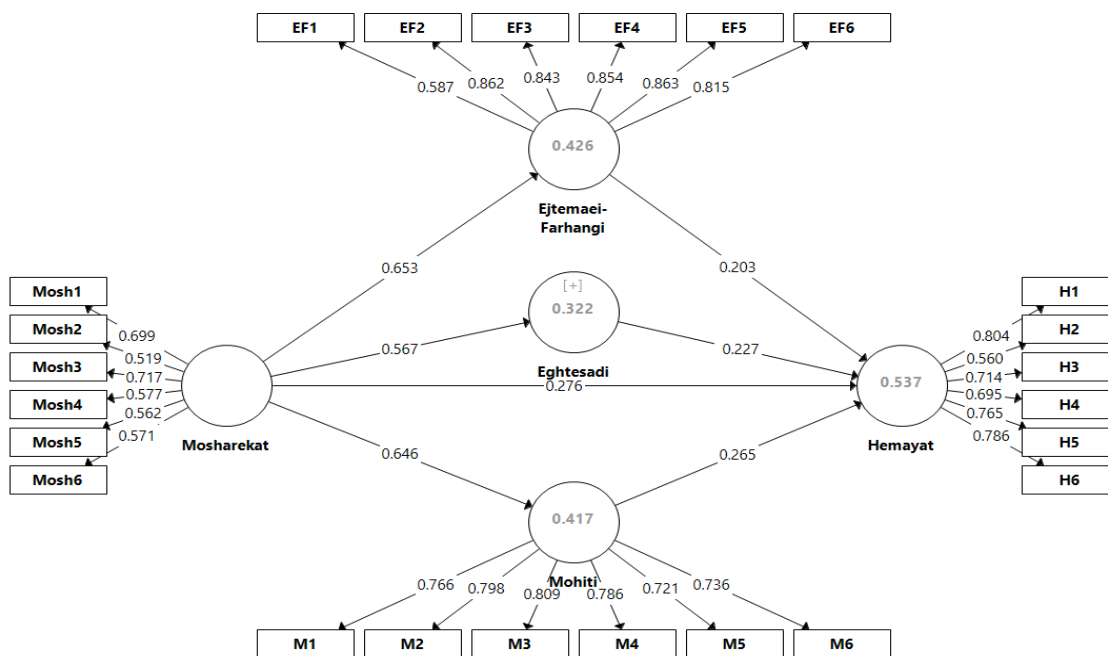 EF1 EF2 EF3 EF4 EF5 EF6
0.587 0.862 0.843 0.854 0.863 0.815
0.426
Ejtemaei-
Farhangi
0.653
0.203
[+]
0.322
Eghtesadi
0.567
0.227
0.276
Mosh1
Mosh2
Mosh3
Mosh4
Mosh5
Mosh6
0.699
0.519
0.717
0.577
0.562
0.571
Mosharekat
0.537
Hemayat
0.804
0.560
0.714
0.695
0.765
0.786
H1
H2
H3
H4
H5
H6
0.646
0.265
0.417
Mohiti
0.766 0.798 0.809 0.786 0.721 0.736
M1 M2 M3 M4 M5 M6